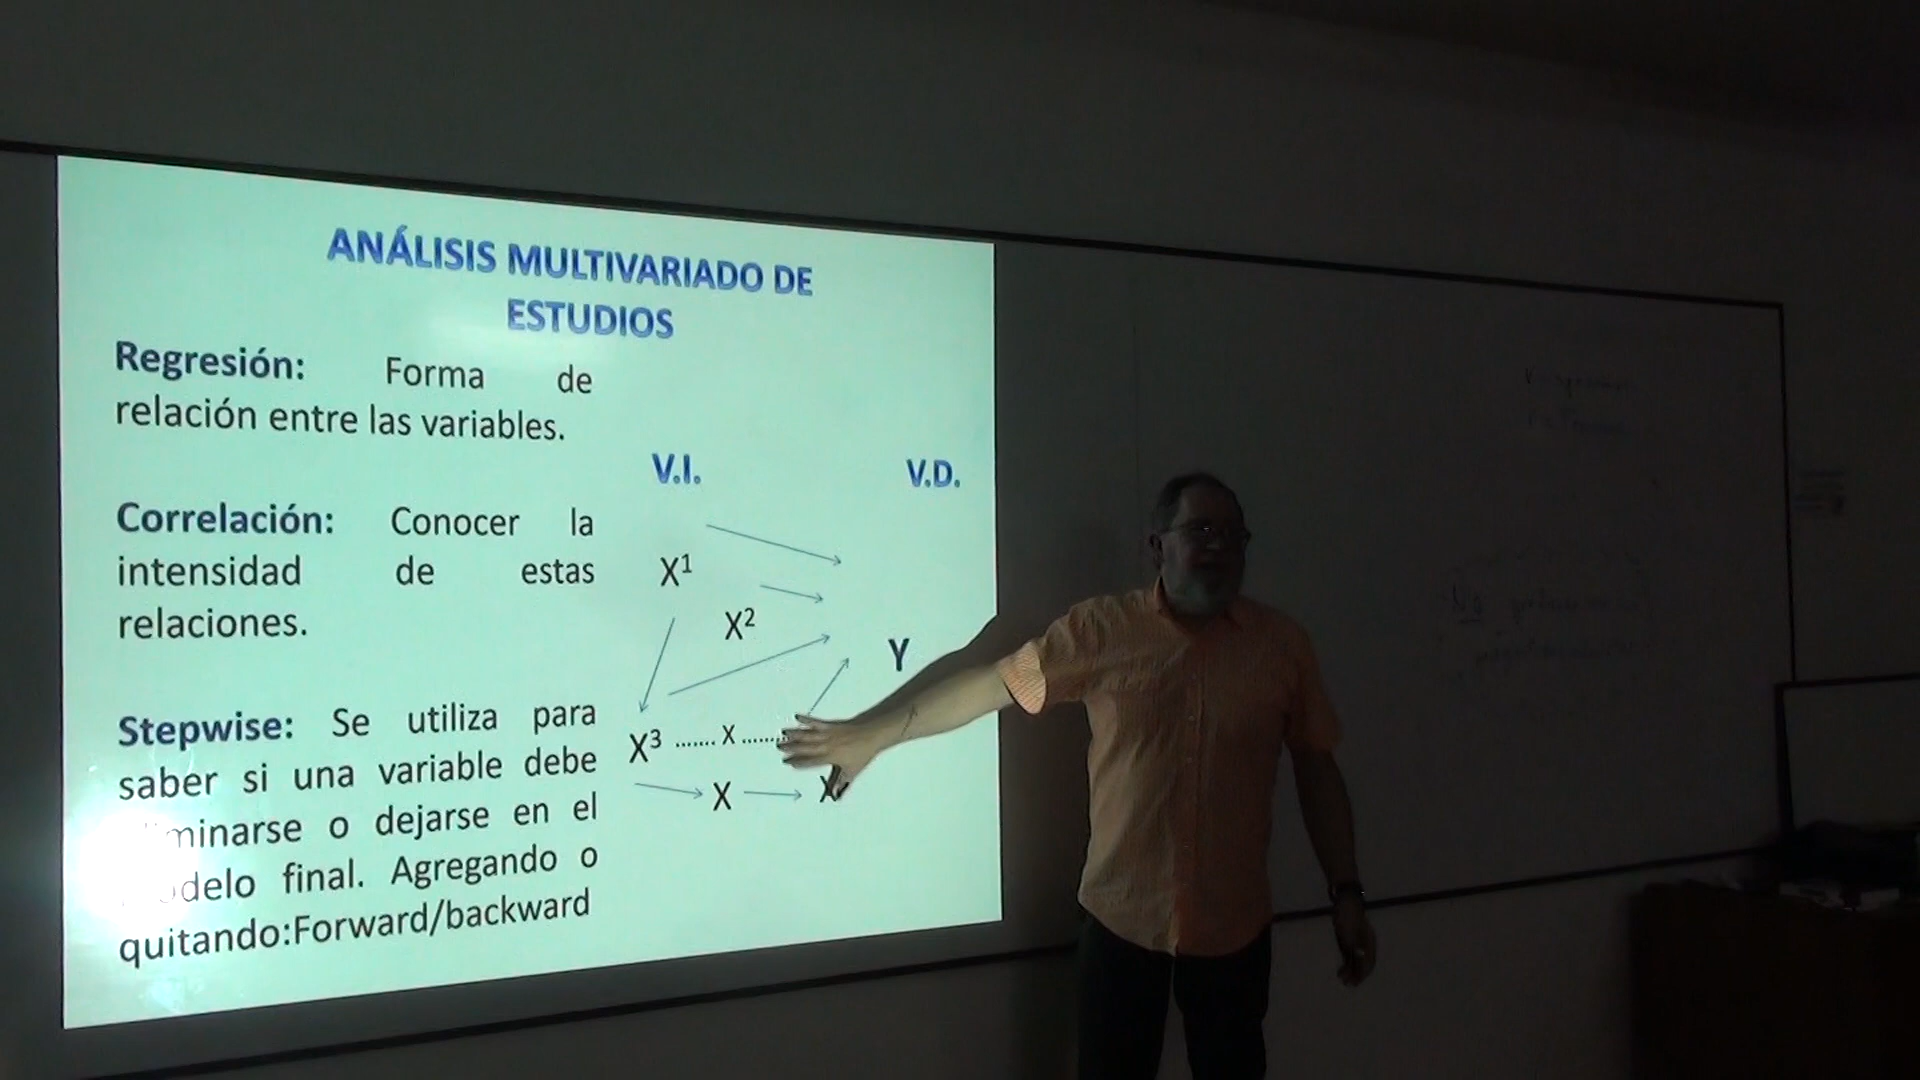 ANÁLISIS MULTIVARIADO DE
ESTUDIOS
Regresión: Forma de
relación entre las variables.
Correlación: Conocer la
intensidad de estas
relaciones.
Stepwise: Se utiliza para
saber si una variable debe
minarse o dejarse en el
delo final. Agregando o
quitando:Forward/backward
V.I. V.D.
X¹
X²
Y
X³ ....... X ........
X X